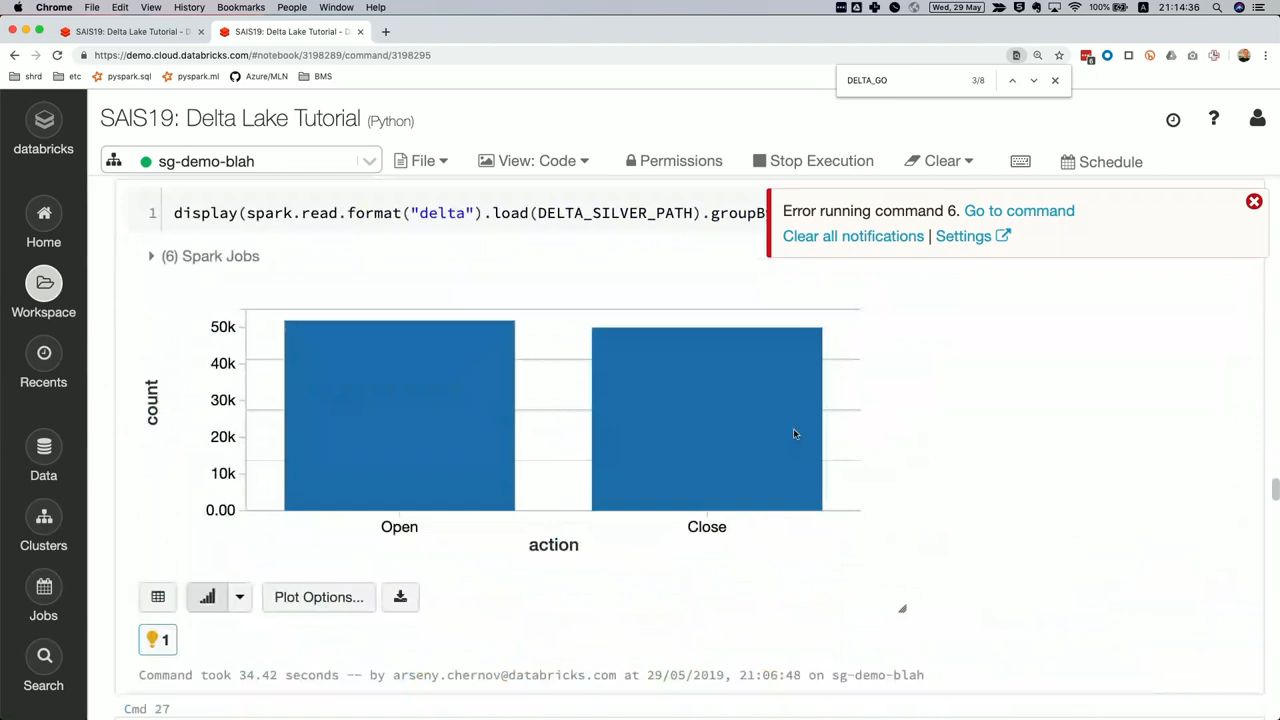 Chrome File Edit View History Bookmarks People Window Help 100% A Wed, 29 May 21:14:36
SAIS19: Delta Lake Tutorial - D SAIS19: Delta Lake Tutorial - D
https://demo.cloud.databricks.com/#notebook/3198289/command/3198295
shrd etc pyspark.sql pyspark.ml Azure/MLN BMS
DELTA_GO 3/8
SAIS19: Delta Lake Tutorial (Python)
databricks
sg-demo-blah File View: Code Permissions Stop Execution Clear Schedule
1 display(spark.read.format("delta").load(DELTA_SILVER_PATH).groupB
Error running command 6. Go to command
Clear all notifications | Settings
Home
Workspace
Recents
Data
Clusters
Jobs
Search
(6) Spark Jobs
50k
40k
30k
20k
10k
0.00
count
Open Close
action
Plot Options...
1
Command took 34.42 seconds -- by arseny.chernov@databricks.com at 29/05/2019, 21:06:48 on sg-demo-blah
Cmd 27